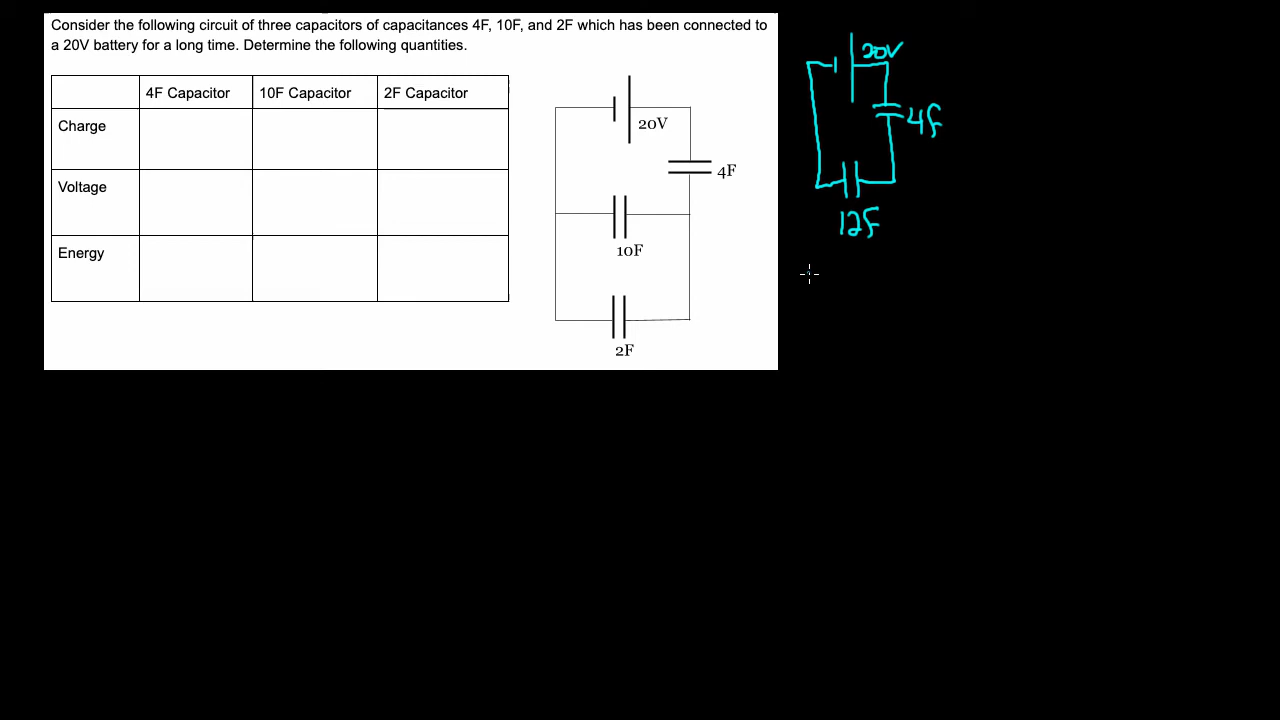 Consider the following circuit of three capacitors of capacitances 4F, 10F, and 2F which has been connected to
a 20V battery for a long time. Determine the following quantities.
4F Capacitor 10F Capacitor 2F Capacitor
Charge
Voltage
Energy
20V
4F
10F
2F
20V
4F
12F